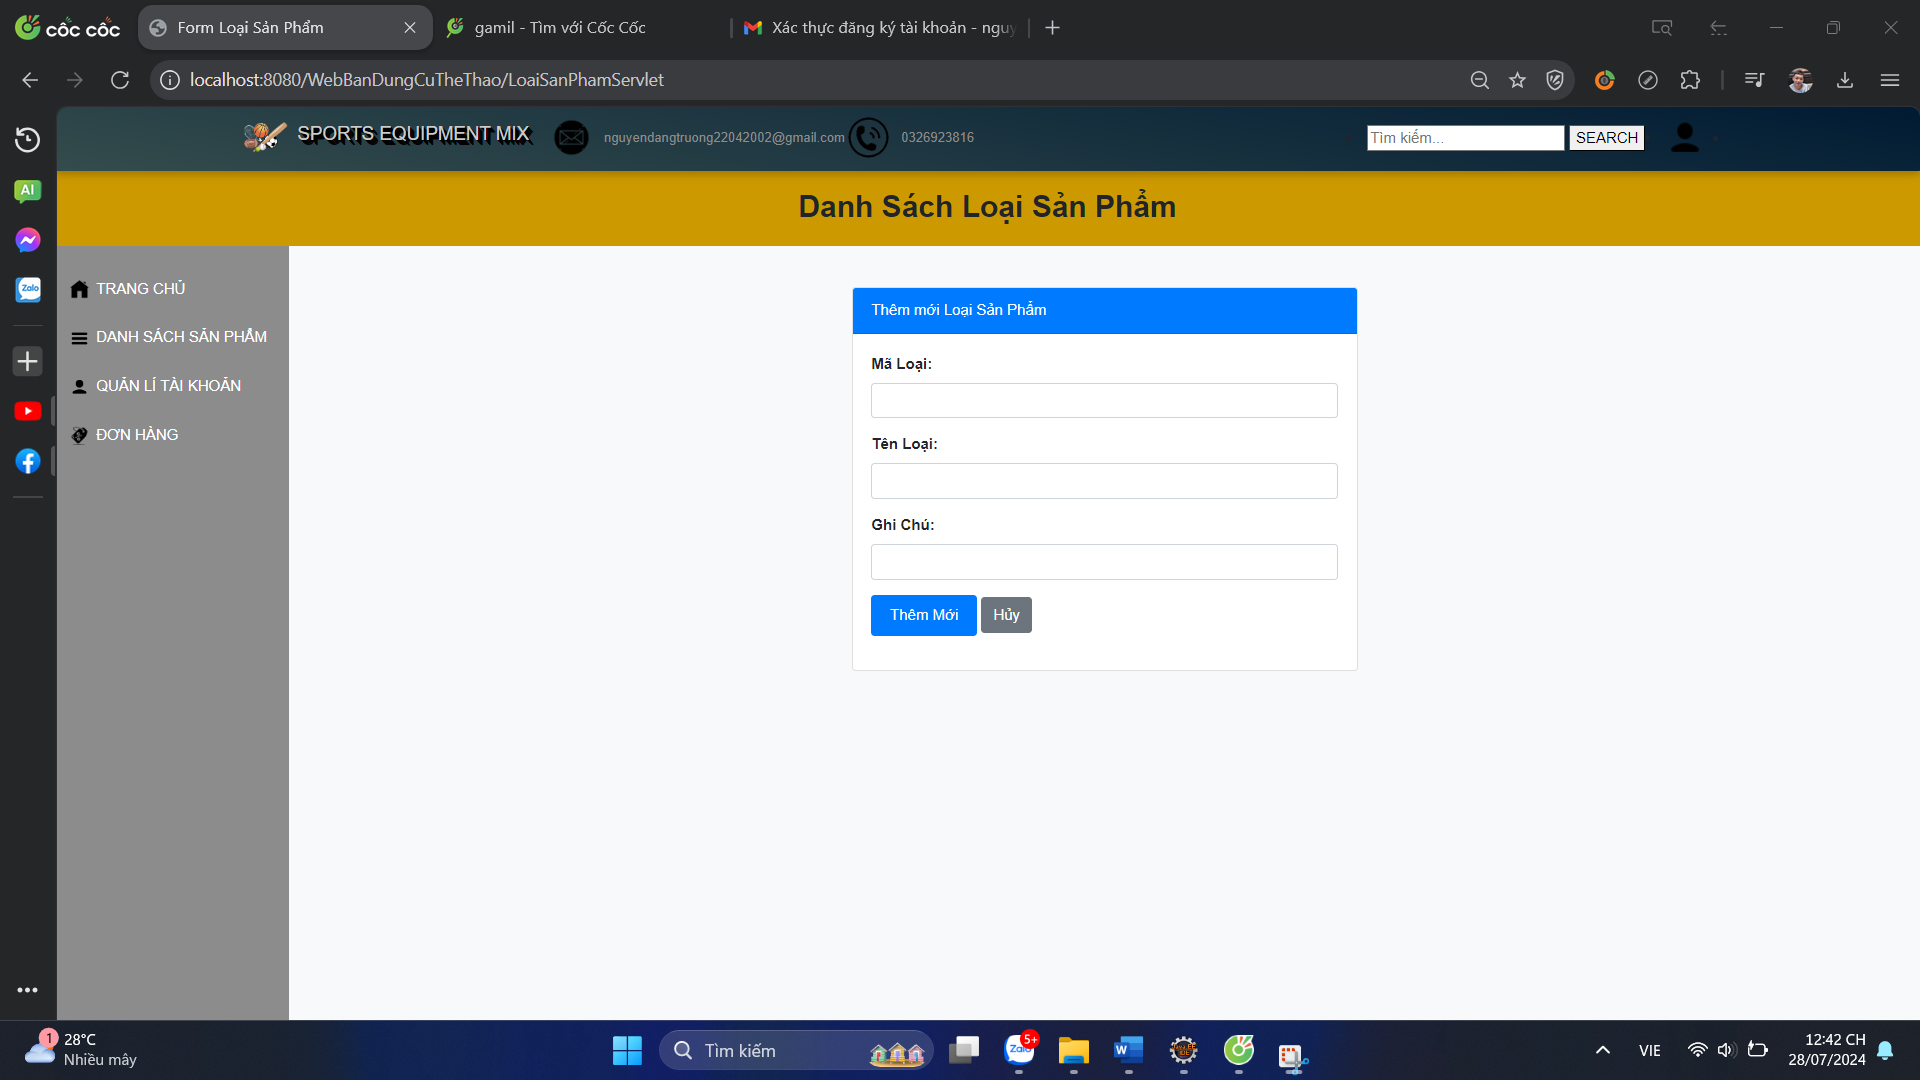 cốc cốc
Form Loại Sản Phẩm
gamil - Tìm với Cốc Cốc
Xác thực đăng ký tài khoản - nguy
localhost:8080/WebBanDungCuTheThao/LoaiSanPhamServlet
SPORTS EQUIPMENT MIX
nguyendangtruong22042002@gmail.com
0326923816
Tìm kiếm...
SEARCH
Danh Sách Loại Sản Phẩm
AI
Zalo
TRANG CHỦ
DANH SÁCH SẢN PHẨM
QUẢN LÍ TÀI KHOẢN
ĐƠN HÀNG
Thêm mới Loại Sản Phẩm
Mã Loại:
Tên Loại:
Ghi Chú:
Thêm Mới
Hủy
1
28°C
Nhiều mây
Tìm kiếm
Zalo
5+
W
VIE
12:42 CH
28/07/2024